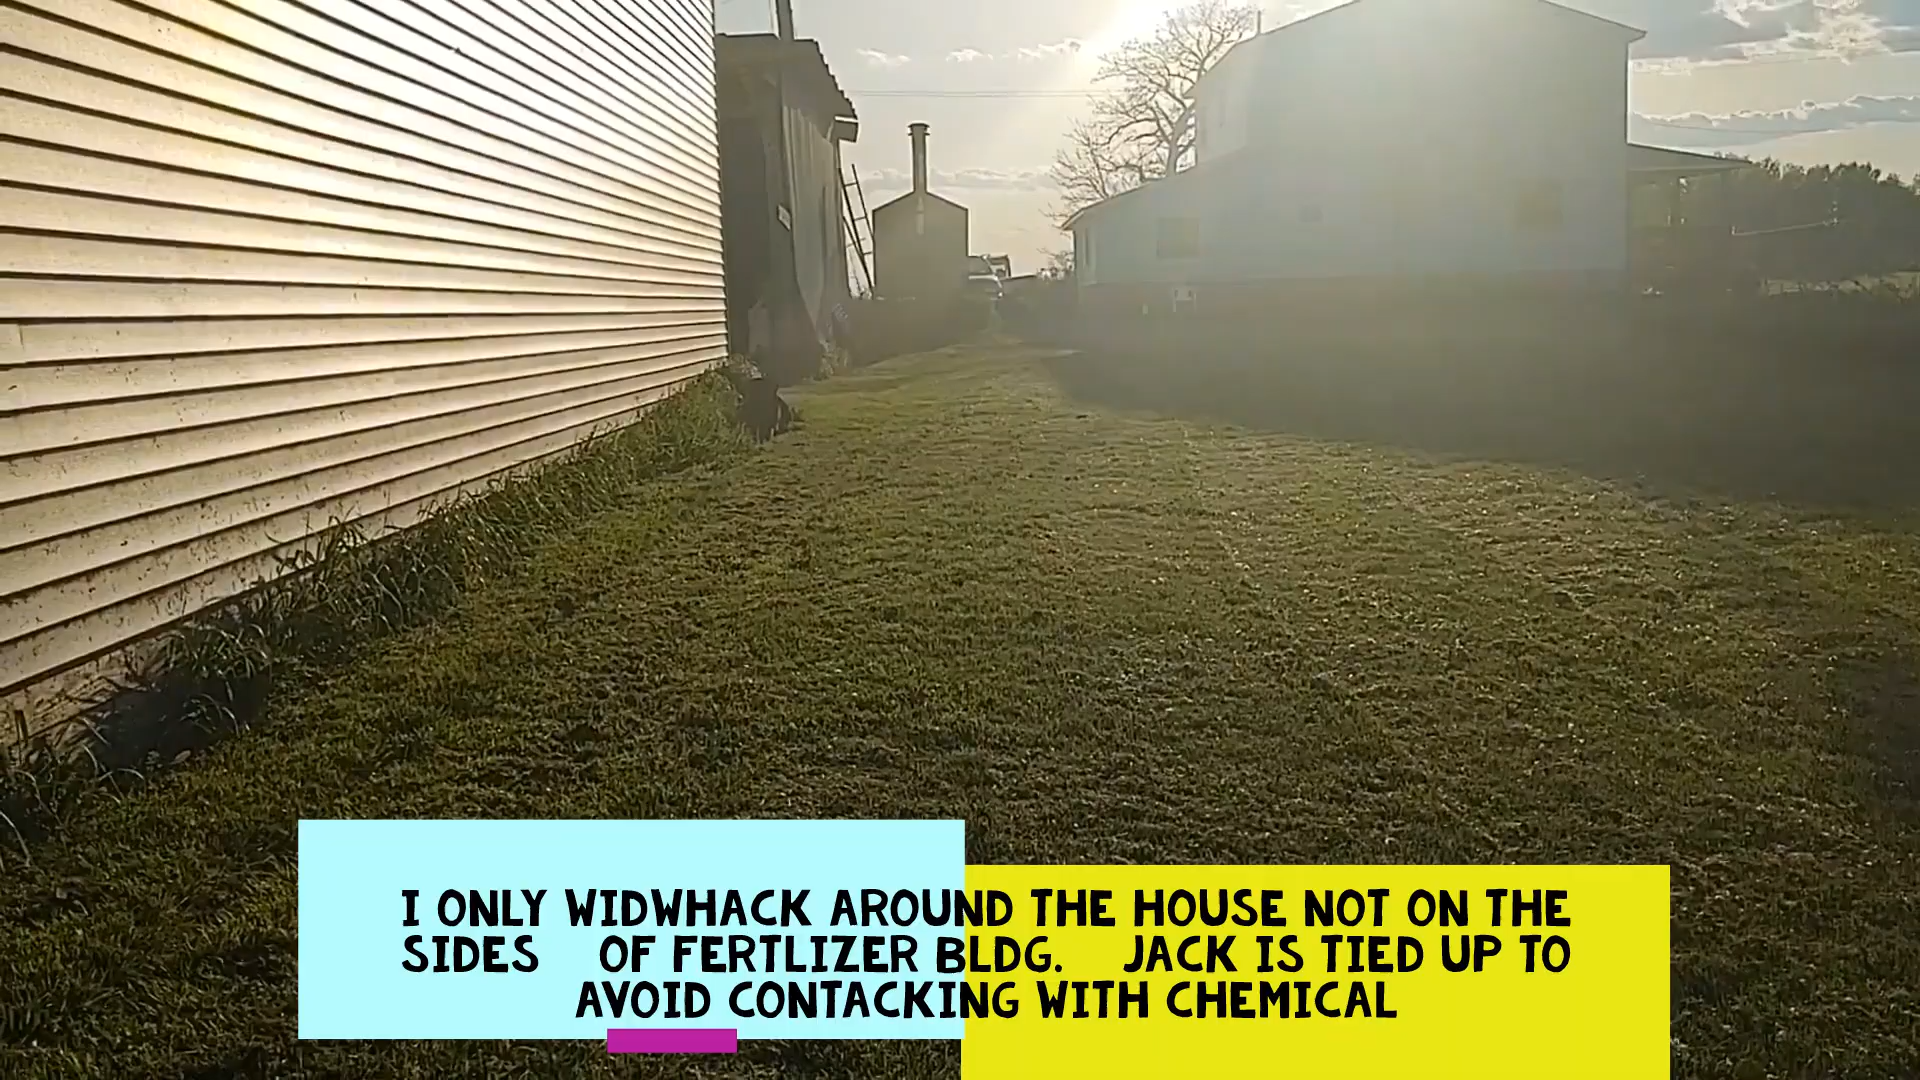 I ONLY WIDWHACK AROUND THE HOUSE NOT ON THE
SIDES OF FERTLIZER BLDG. JACK IS TIED UP TO
AVOID CONTACKING WITH CHEMICAL